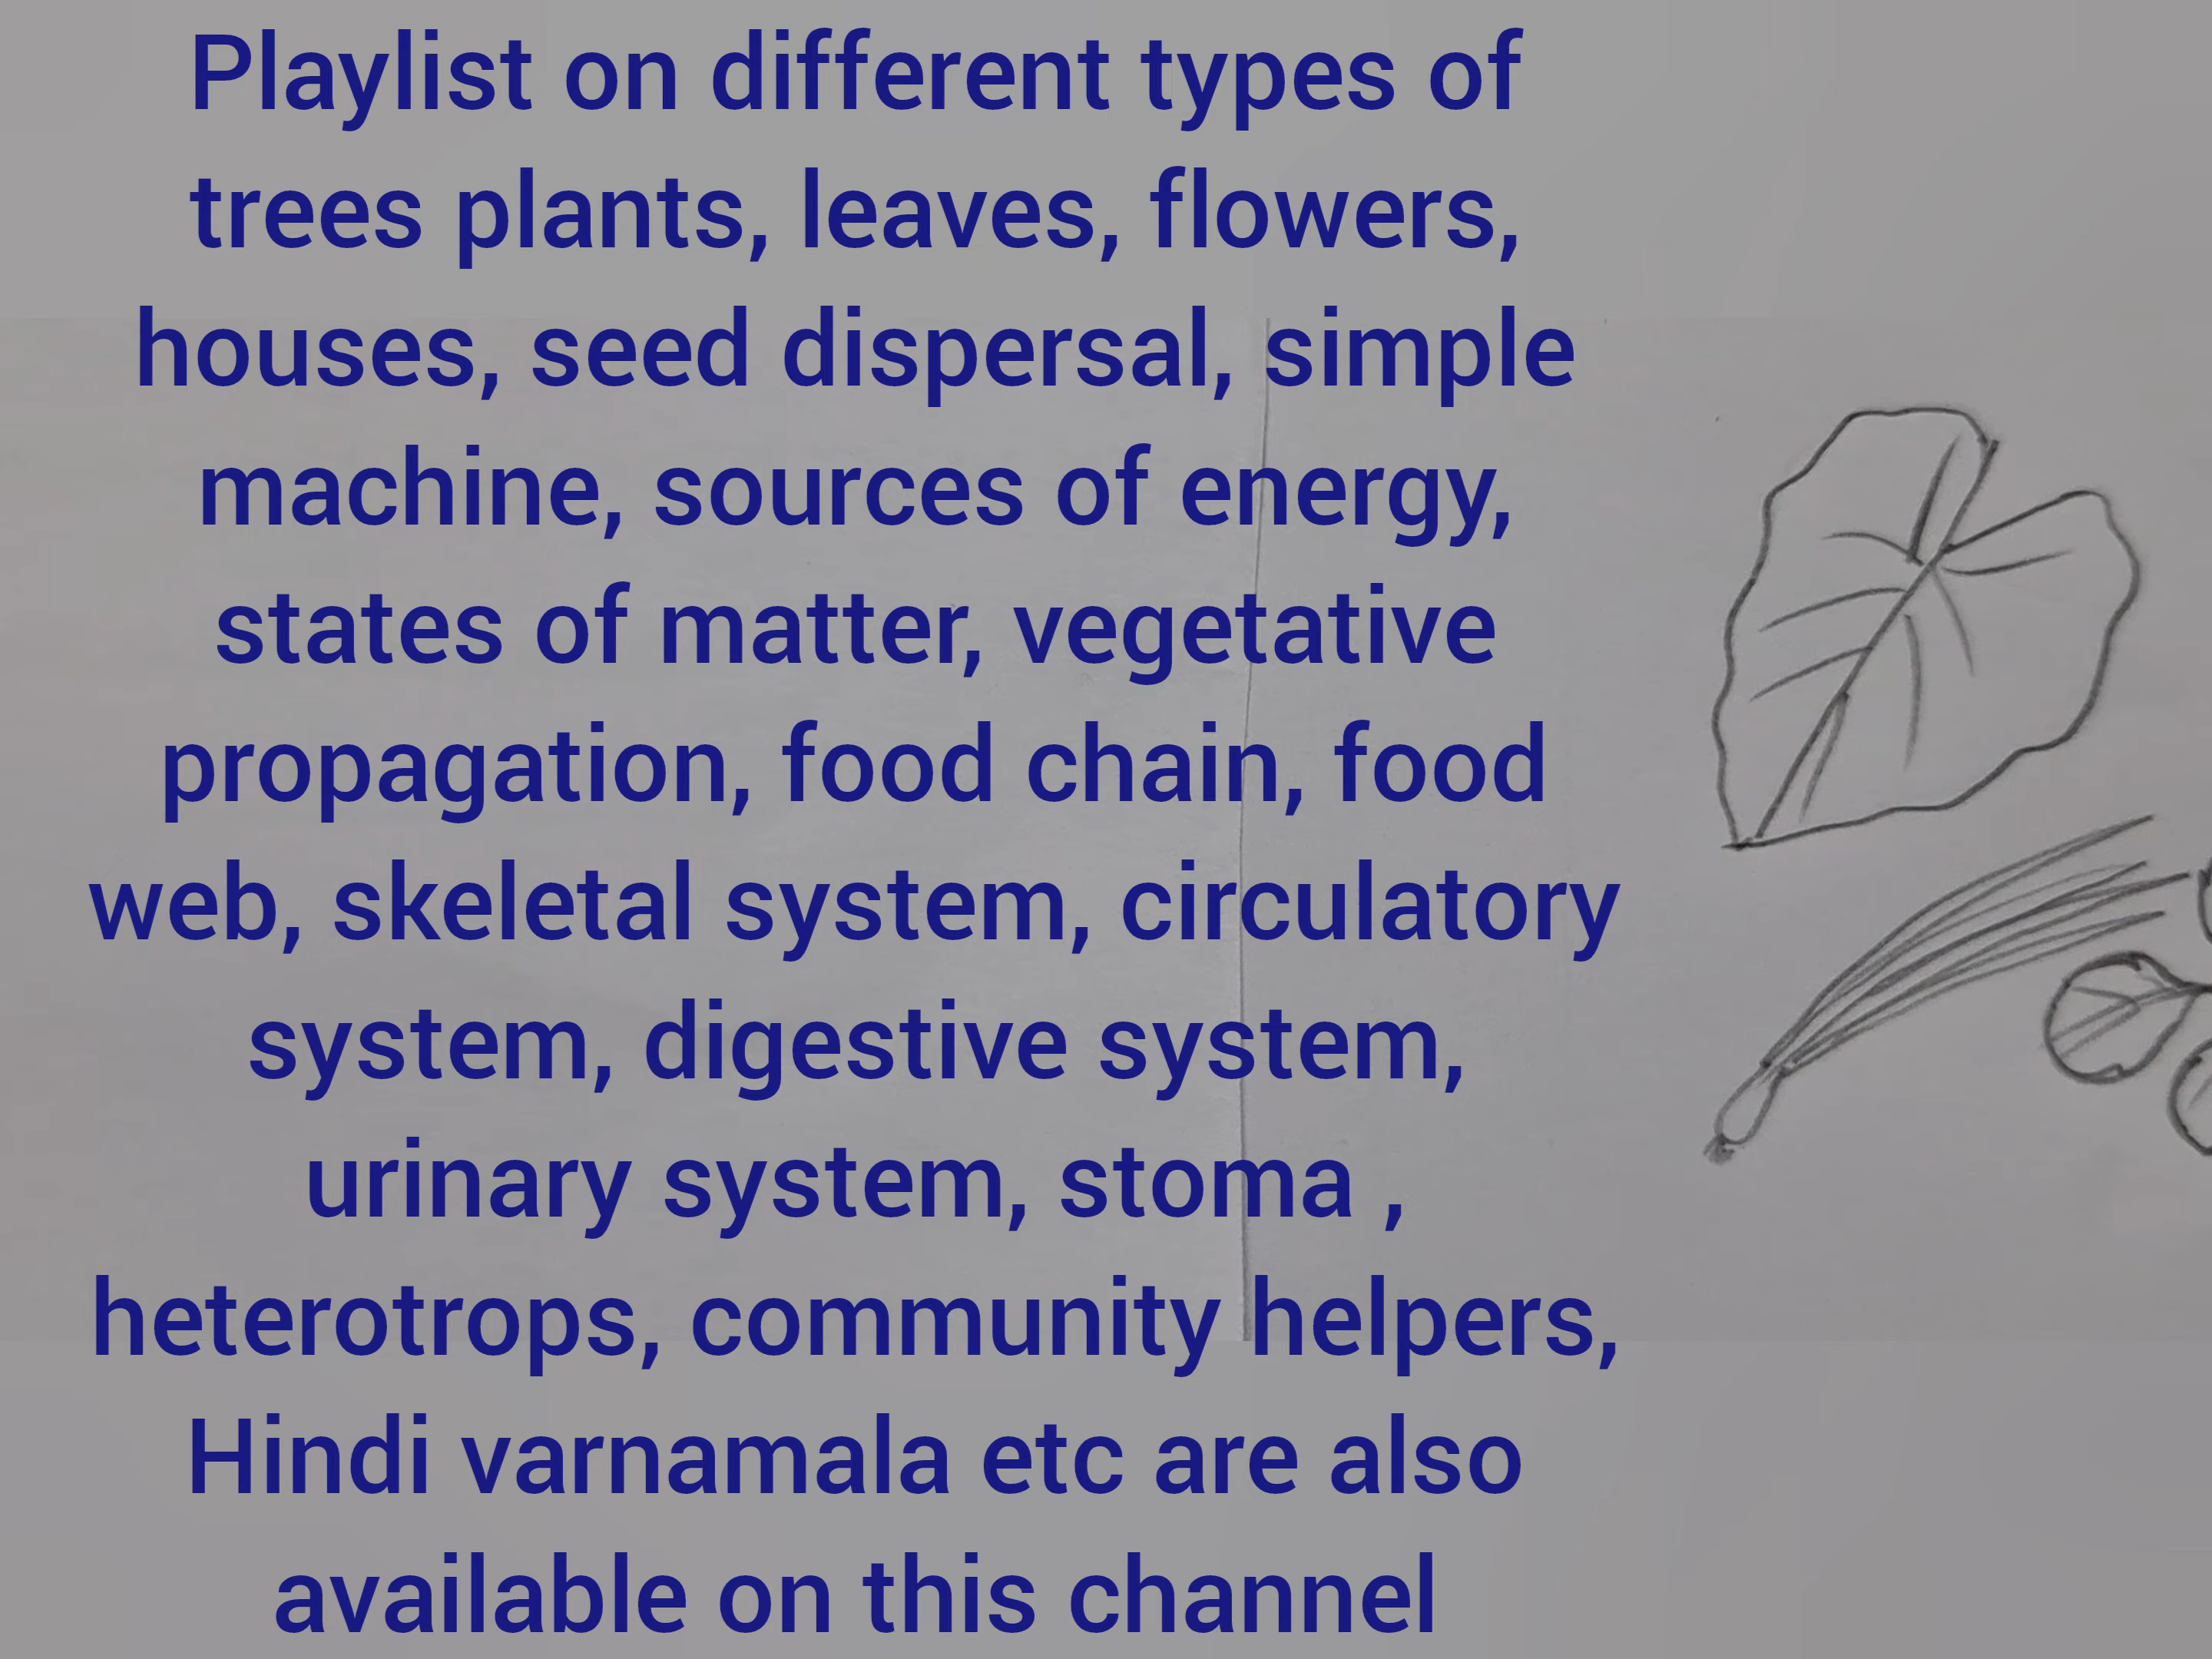 Playlist on different types of
trees plants, leaves, flowers,
houses, seed dispersal, simple
machine, sources of energy,
states of matter, vegetative
propagation, food chain, food
web, skeletal system, circulatory
system, digestive system,
urinary system, stoma ,
heterotrops, community helpers,
Hindi varnamala etc are also
available on this channel